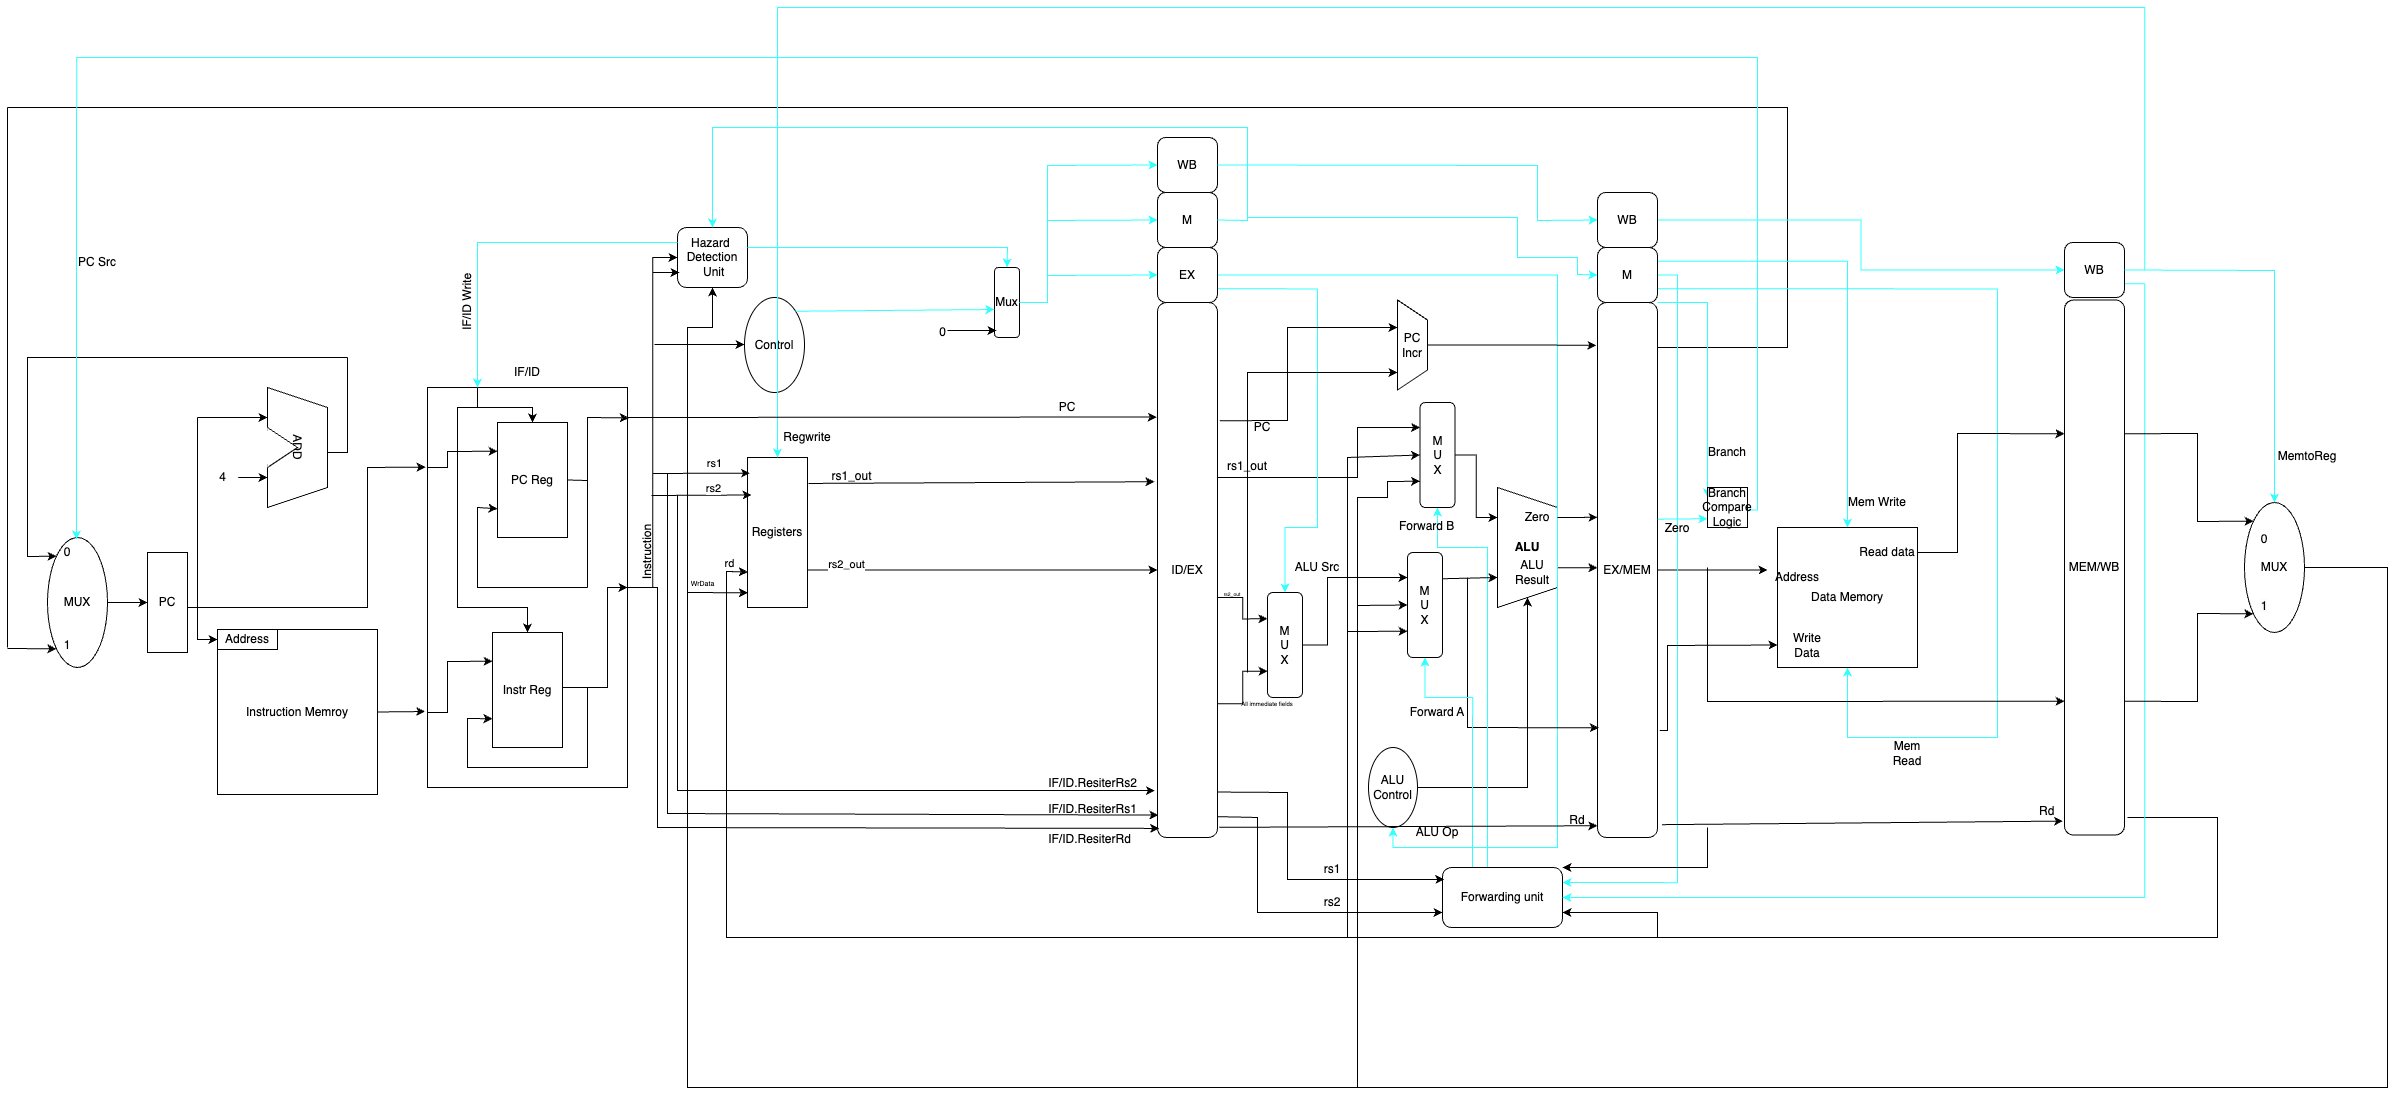 WB
M
WB
Hazard
Detection
Unit
PC Src
EX
M
WB
IF/ID Write
Mux
0
Control
PC
Incr
IF/ID
PC
PC
Regwrite
M
U
X
Branch
MemtoReg
ADD
4
PC Reg
rs1
rs2
rs1_out
rs1_out
Registers
Forward B
Zero
Zero
Branch
Compare
Logic
Mem Write
0
MUX
1
PC
Instruction
rd
WrData
rs2_out
ID/EX
rs2_out
ALU Src
M
U
X
M
U
X
ALU
ALU
Result
EX/MEM
Read data
Address
Data Memory
Write
Data
MEM/WB
0
MUX
1
Address
Instruction Memroy
Instr Reg
All immediate fields
Forward A
Mem
Read
ALU
Control
ALU Op
IF/ID.ResiterRs2
IF/ID.ResiterRs1
IF/ID.ResiterRd
Rd
Rd
rs1
rs2
Forwarding unit